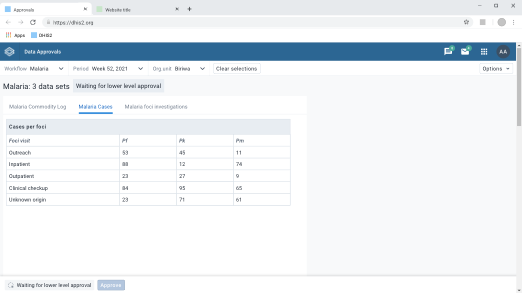 Approvals
Website title
https://dhis2.org
Apps
DHIS2
Data Approvals
AA
Workflow Malaria
Period Week 52, 2021
Org.unit Biriwa
Clear selections
Options
Malaria: 3 data sets
Waiting for lower level approval
Malaria Commodity Log
Malaria Cases
Malaria foci investigations
Cases per foci
Foci visit Pf Pk Pm
Outreach 53 45 11
Inpatient 88 12 74
Outpatient 23 27 9
Clinical checkup 84 95 65
Unknown origin 23 71 61
Waiting for lower level approval
Approve